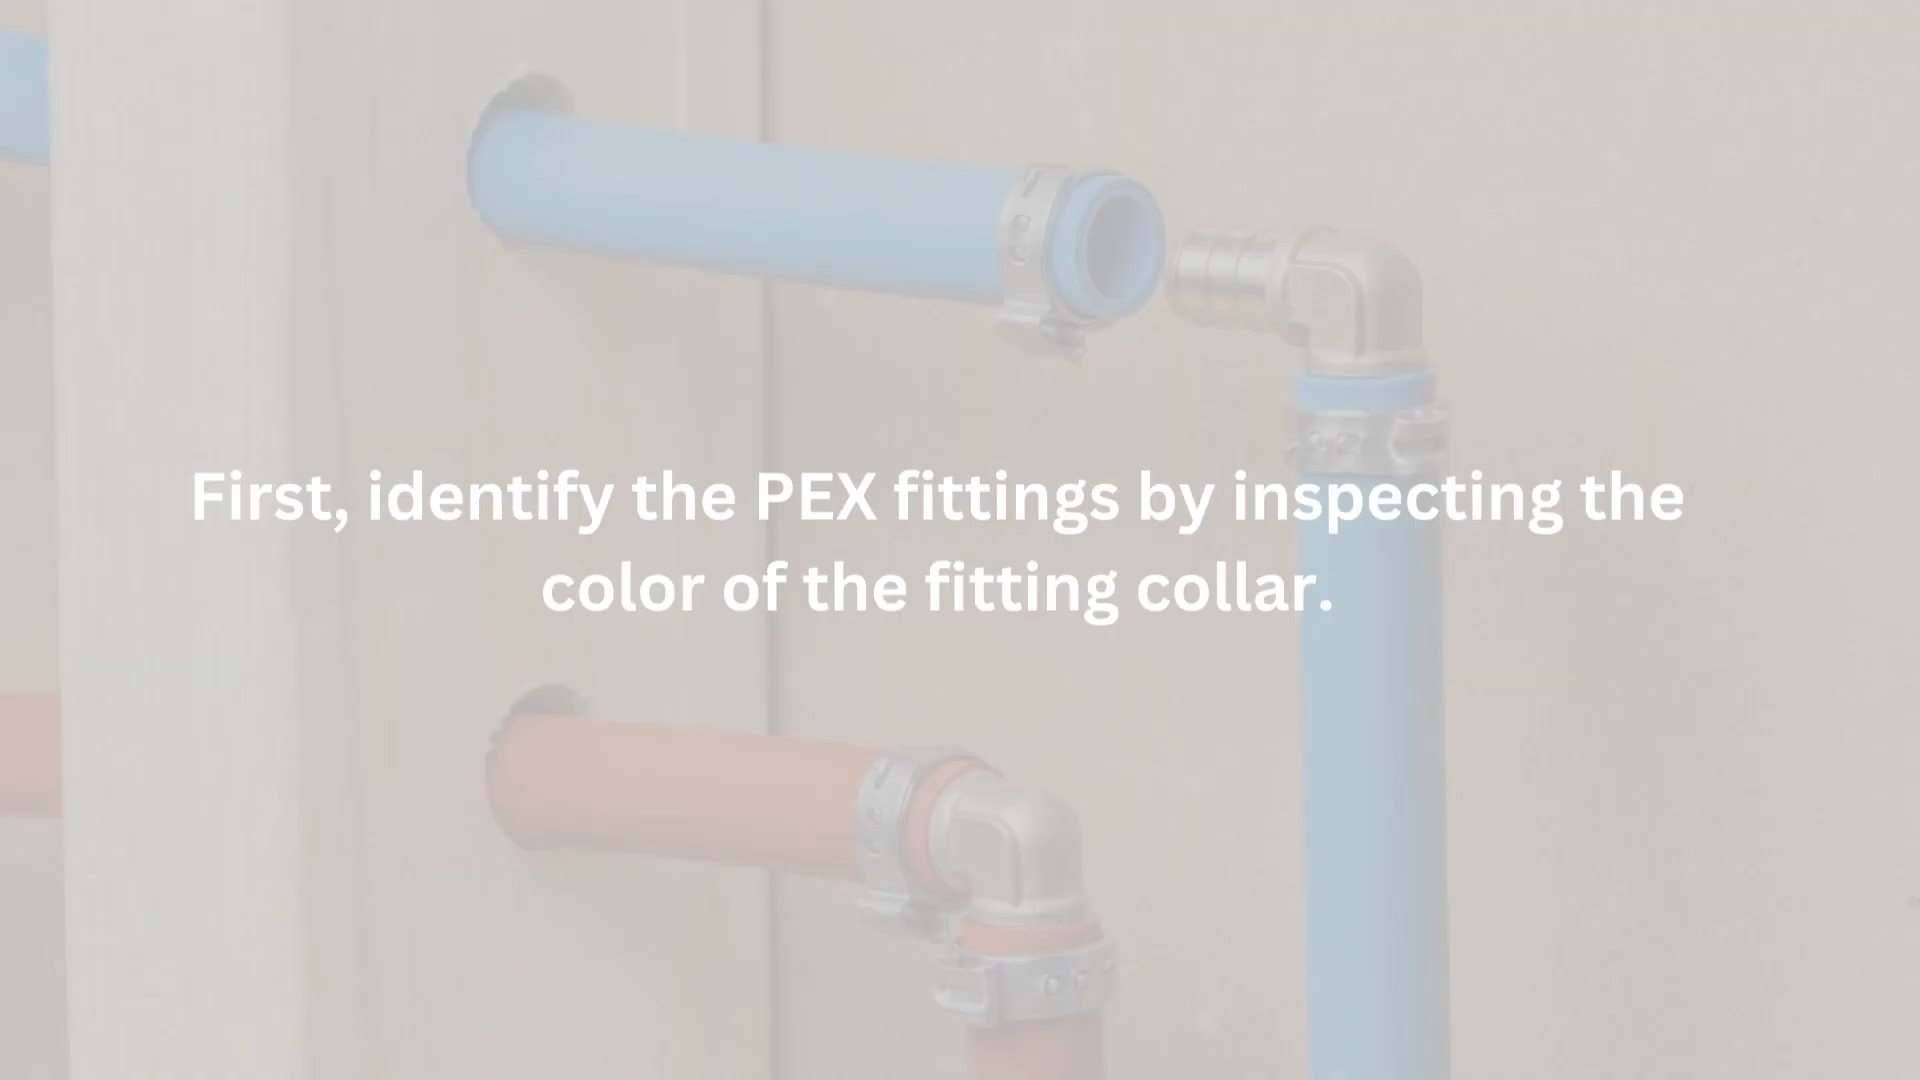 First, identify the PEX fittings by inspecting the
color of the fitting collar.